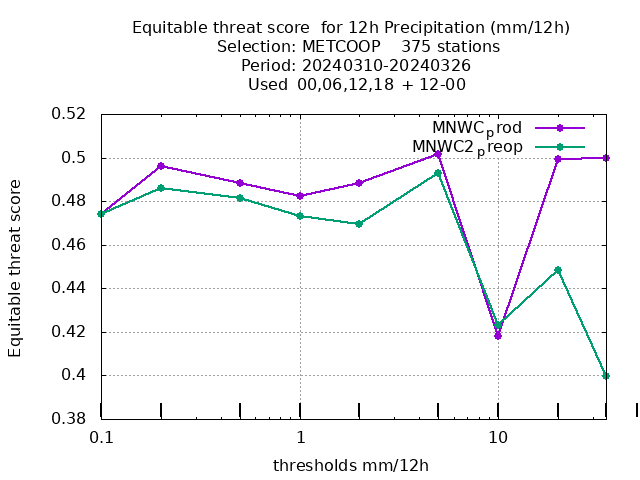 Equitable threat score  for 12h Precipitation (mm/12h)
Selection: METCOOP    375 stations
Period: 20240310-20240326
Used  00,06,12,18 + 12-00
MNWCprod
MNWC2preop
0.52
0.5
0.48
0.46
0.44
0.42
0.4
0.38
Equitable threat score
0.1
1
10
thresholds mm/12h